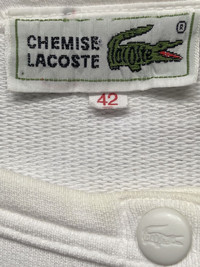 CHEMISE
LACOSTE
Lacoste
®
42